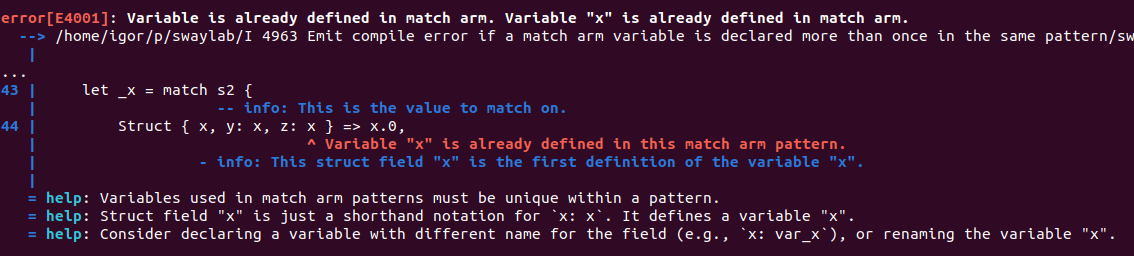 error[E4001]: Variable is already defined in match arm. Variable "x" is already defined in match arm.
--> /home/igor/p/swaylab/I 4963 Emit compile error if a match arm variable is declared more than once in the same pattern/sw
|
...
43 |     let _x = match s2 {
|                    -- info: This is the value to match on.
44 |         Struct { x, y: x, z: x } => x.0,
|                              ^ Variable "x" is already defined in this match arm pattern.
|                  - info: This struct field "x" is the first definition of the variable "x".
|
= help: Variables used in match arm patterns must be unique within a pattern.
= help: Struct field "x" is just a shorthand notation for `x: x`. It defines a variable "x".
= help: Consider declaring a variable with different name for the field (e.g., `x: var_x`), or renaming the variable "x".